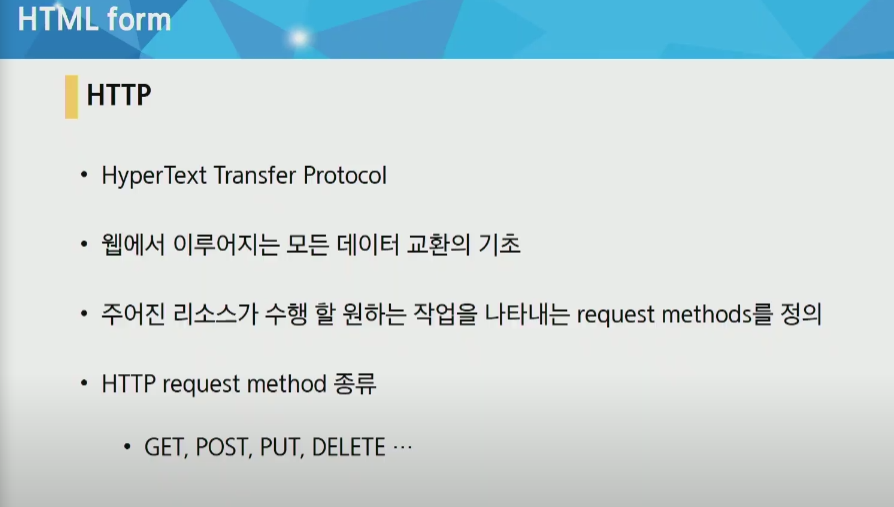 HTML form
HTTP
• HyperText Transfer Protocol
• 웹에서 이루어지는 모든 데이터 교환의 기초
• 주어진 리소스가 수행 할 원하는 작업을 나타내는 request methods를 정의
• HTTP request method 종류
• GET, POST, PUT, DELETE ⋯